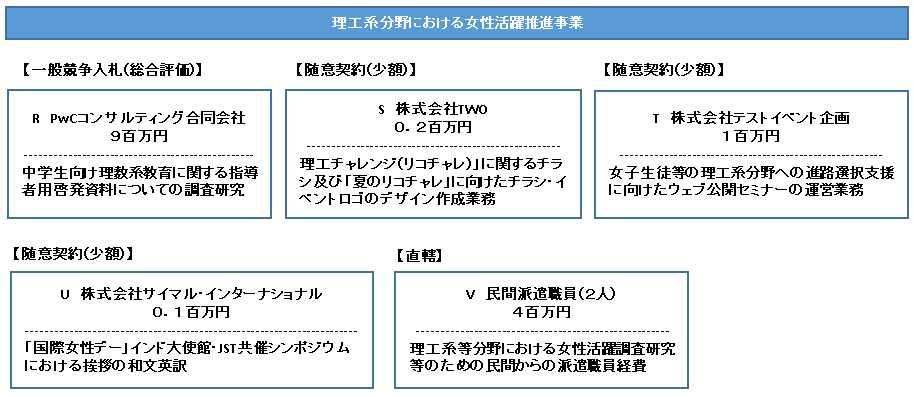 理工系分野における女性活躍推進事業
【一般競争入札(総合評価)】
R PwCコンサルティング合同会社
9百万円
中学生向け理数系教育に関する指導
者用啓発資料についての調査研究
【随意契約(少額)】
S 株式会社TWO
0.2百万円
理工チャレンジ(リコチャレ)」に関するチラ
シ及び「夏のリコチャレ」に向けたチラシ・イ
ベントロゴのデザイン作成業務
【随意契約(少額)】
T 株式会社テストイベント企画
1百万円
女子生徒等の理工系分野への進路選択支援
に向けたウェブ公開セミナーの運営業務
【随意契約(少額)】
U 株式会社サイマル・インターナショナル
0.1百万円
「国際女性デー」インド大使館・JST共催シンポジウム
における挨拶の和文英訳
【直轄】
V 民間派遣職員(2人)
4百万円
理工系等分野における女性活躍調査研究
等のための民間からの派遣職員経費